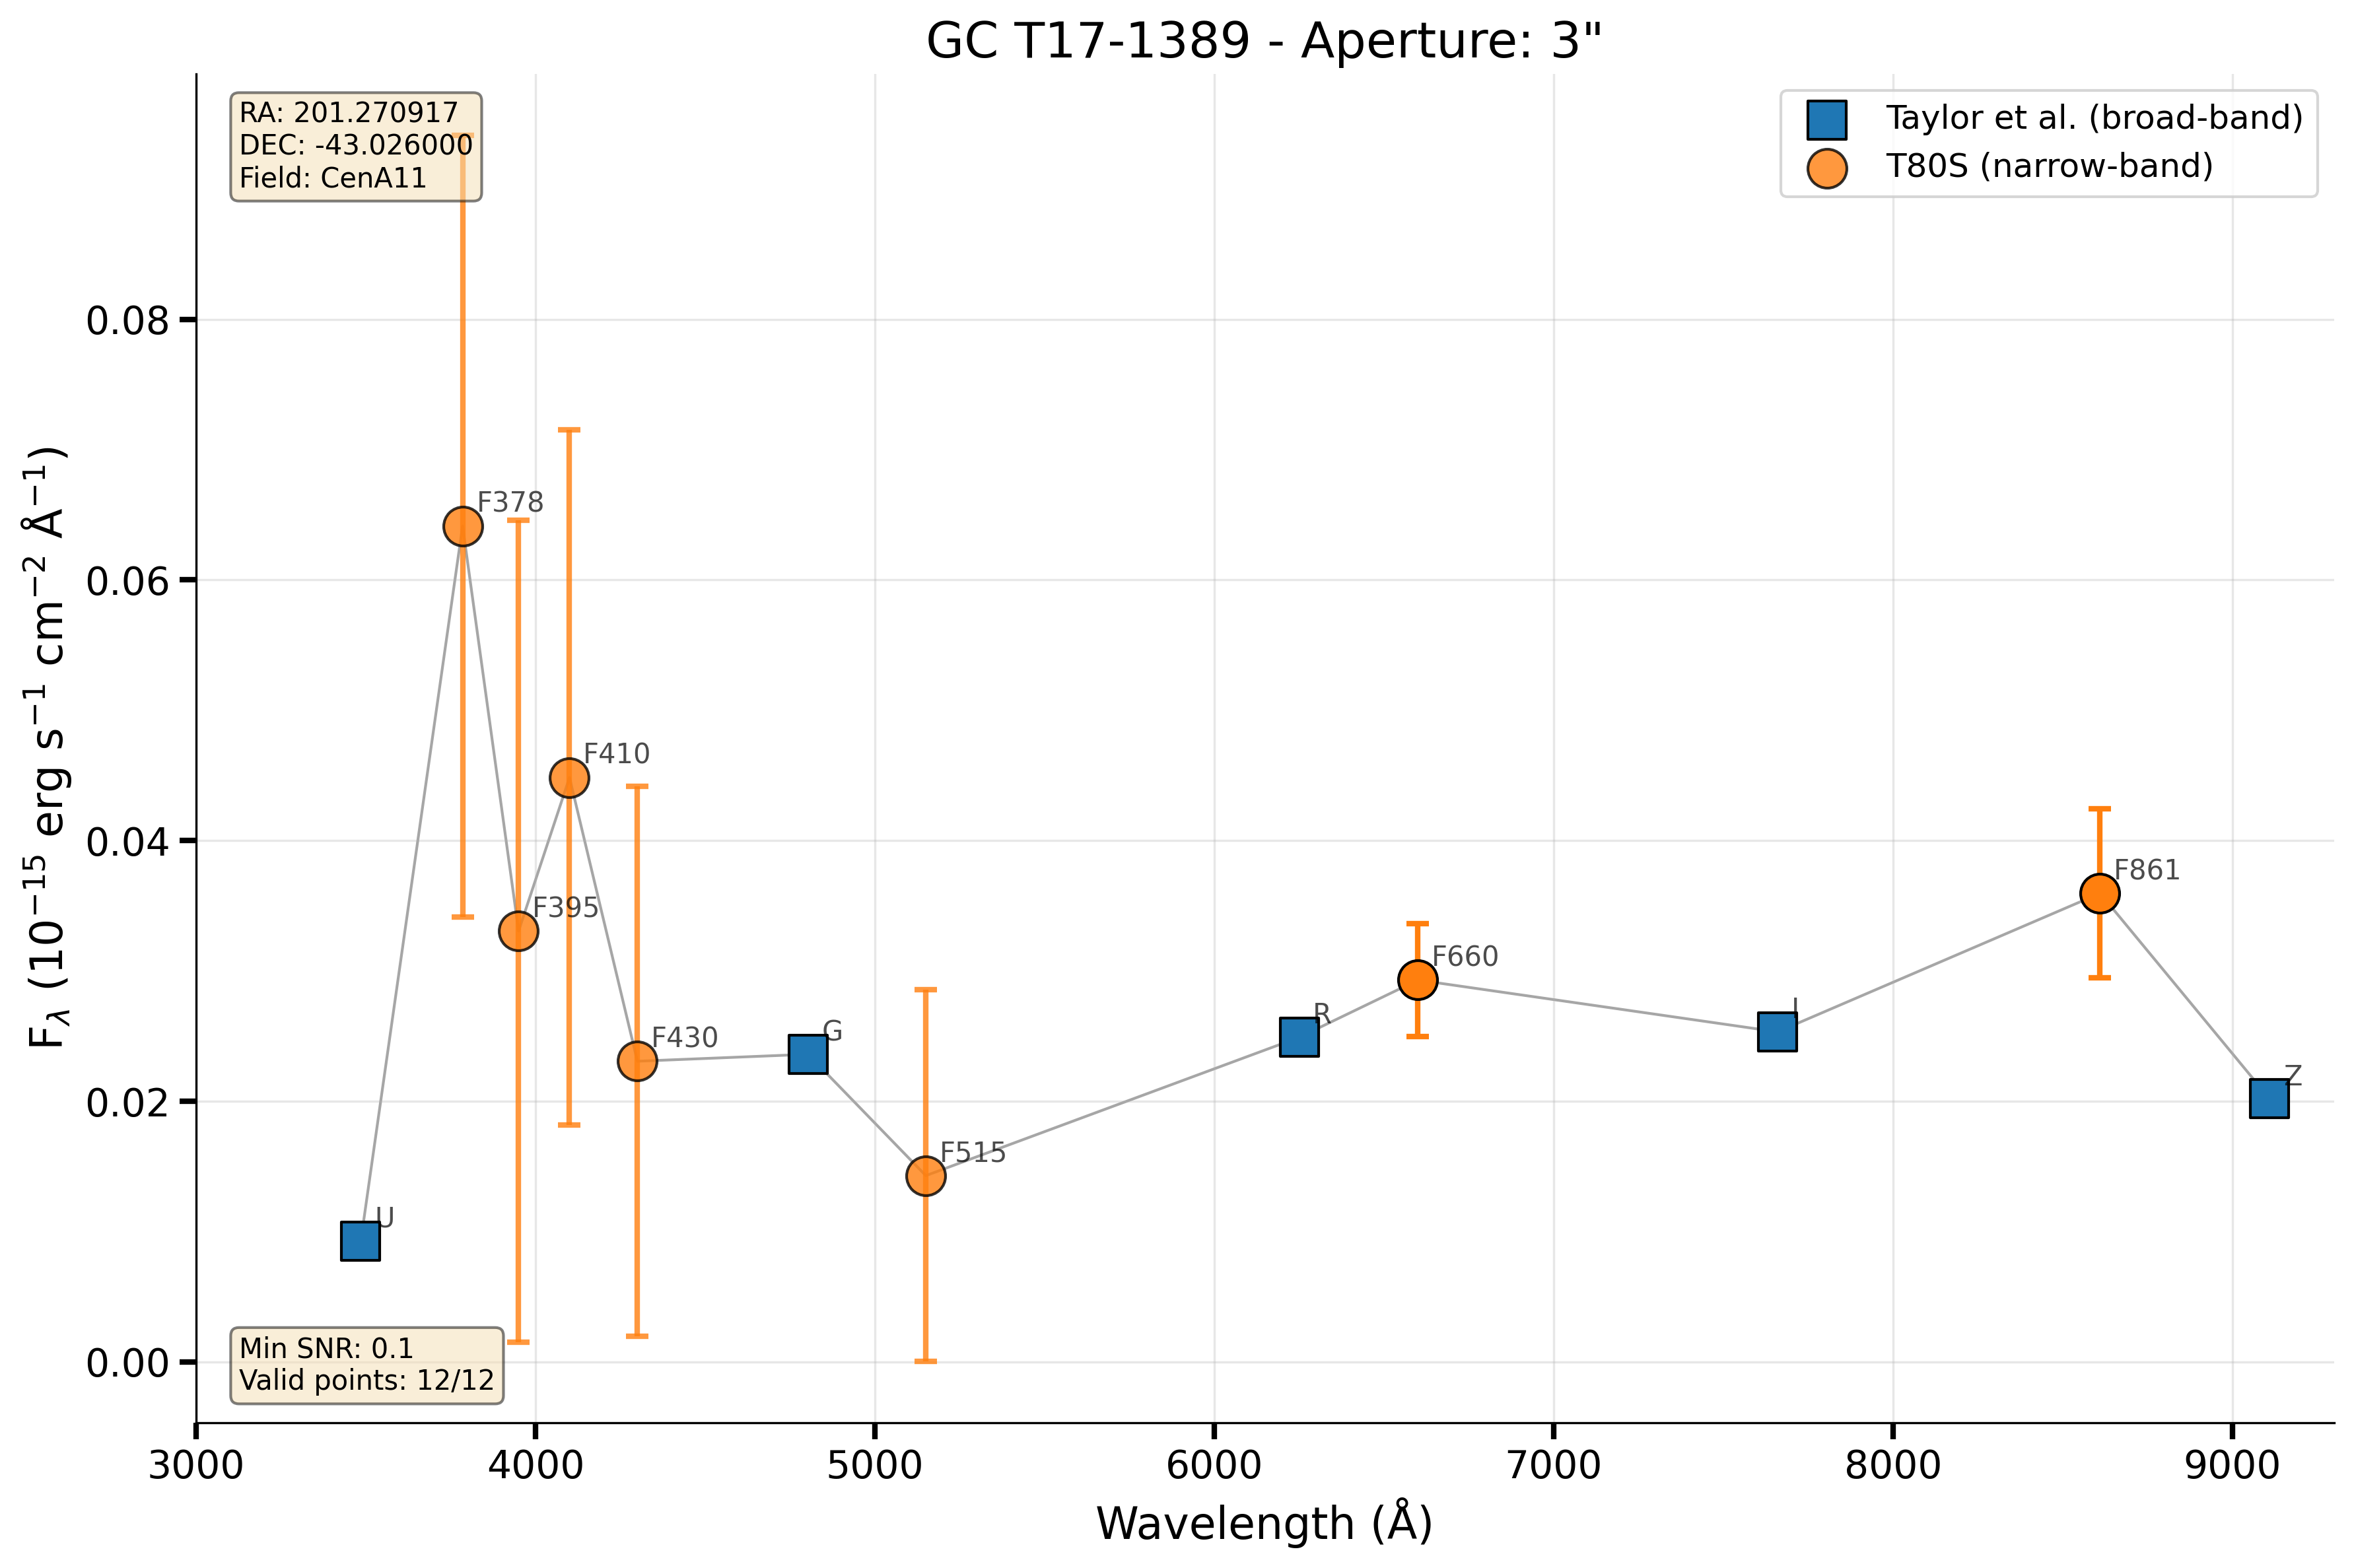 GC T17-1389 - Aperture: 3"
RA: 201.270917
DEC: -43.026000
Field: CenA11
Taylor et al. (broad-band)
T80S (narrow-band)
F378
F395
F410
F430
F515
F660
F861
U
G
R
I
Z
Min SNR: 0.1
Valid points: 12/12
0.08
0.06
0.04
0.02
0.00
3000 4000 5000 6000 7000 8000 9000
Wavelength (Å)
Fλ (10⁻¹⁵ erg s⁻¹ cm⁻² Å⁻¹)